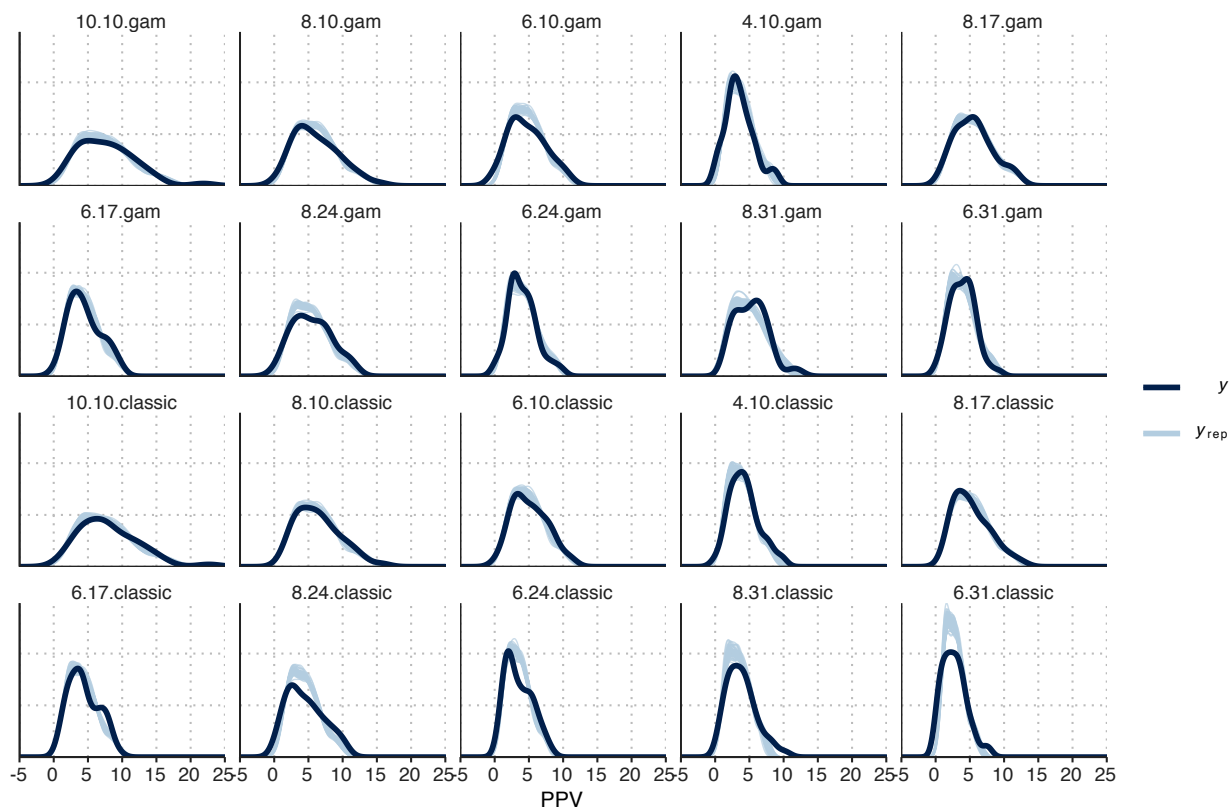 10.10.gam 8.10.gam 6.10.gam 4.10.gam 8.17.gam
6.17.gam 8.24.gam 6.24.gam 8.31.gam 6.31.gam
10.10.classic 8.10.classic 6.10.classic 4.10.classic 8.17.classic
6.17.classic 8.24.classic 6.24.classic 8.31.classic 6.31.classic
y
y rep
-5 0 5 10 15 20 25 -5 0 5 10 15 20 25 -5 0 5 10 15 20 25 -5 0 5 10 15 20 25 -5 0 5 10 15 20 25
PPV